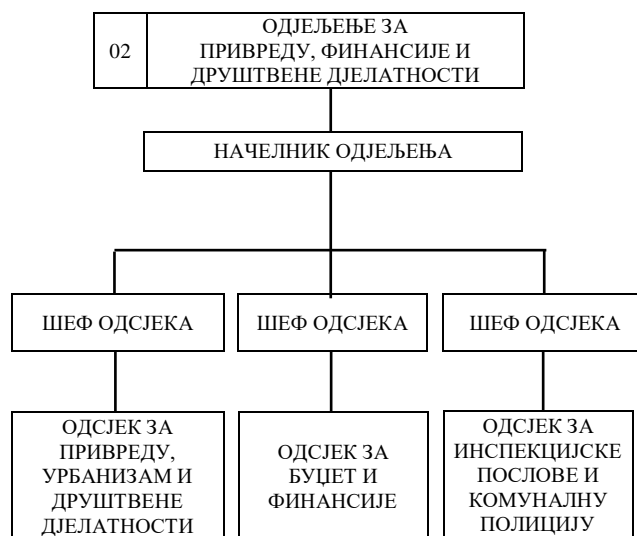 02
ОДЈЕЉЕЊЕ ЗА
ПРИВРЕДУ, ФИНАНСИЈЕ И
ДРУШТВЕНЕ ДЈЕЛАТНОСТИ
НАЧЕЛНИК ОДЈЕЉЕЊА
ШЕФ ОДСЈЕКА
ШЕФ ОДСЈЕКА
ШЕФ ОДСЈЕКА
ОДСЈЕК ЗА
ПРИВРЕДУ,
УРБАНИЗАМ И
ДРУШТВЕНЕ
ДЈЕЛАТНОСТИ
ОДСЈЕК ЗА
БУЏЕТ И
ФИНАНСИЈЕ
ОДСЈЕК ЗА
ИНСПЕКЦИЈСКЕ
ПОСЛОВЕ И
КОМУНАЛНУ
ПОЛИЦИЈУ